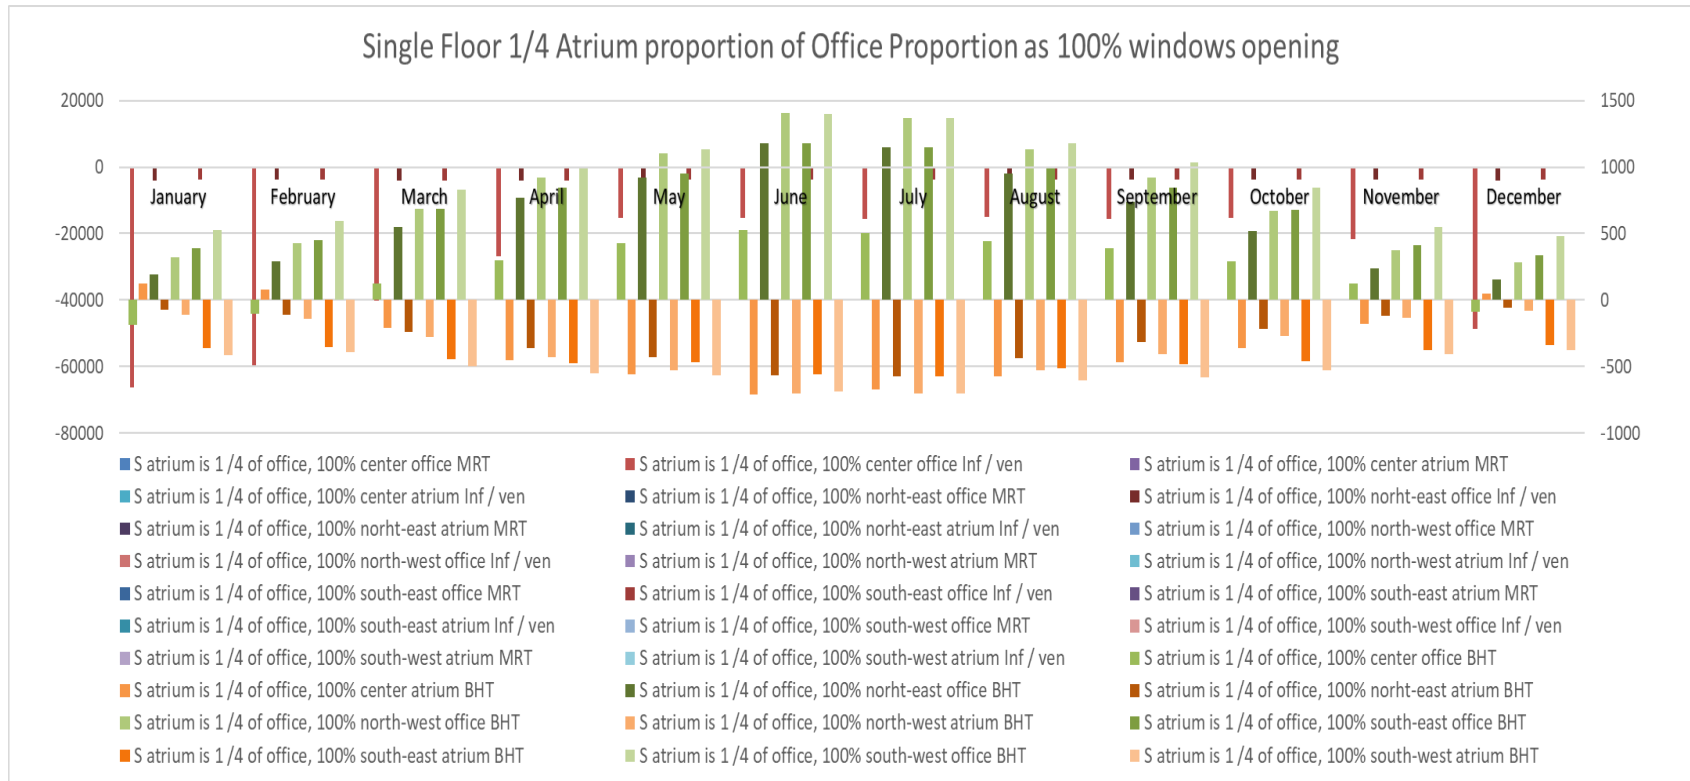 Single Floor 1/4 Atrium proportion of Office Proportion as 100% windows opening
20000 1500
0 1000
January February March April May June July August September October November December
-20000 500
-40000 0
-60000 -500
-80000 -1000
S atrium is 1 /4 of office, 100% center office MRT S atrium is 1 /4 of office, 100% center office Inf / ven S atrium is 1 /4 of office, 100% center atrium MRT
S atrium is 1 /4 of office, 100% center atrium Inf / ven S atrium is 1 /4 of office, 100% norht-east office MRT S atrium is 1 /4 of office, 100% norht-east office Inf / ven
S atrium is 1 /4 of office, 100% norht-east atrium MRT S atrium is 1 /4 of office, 100% norht-east atrium Inf / ven S atrium is 1 /4 of office, 100% north-west office MRT
S atrium is 1 /4 of office, 100% north-west office Inf / ven S atrium is 1 /4 of office, 100% north-west atrium MRT S atrium is 1 /4 of office, 100% north-west atrium Inf / ven
S atrium is 1 /4 of office, 100% south-east office MRT S atrium is 1 /4 of office, 100% south-east office Inf / ven S atrium is 1 /4 of office, 100% south-east atrium MRT
S atrium is 1 /4 of office, 100% south-east atrium Inf / ven S atrium is 1 /4 of office, 100% south-west office MRT S atrium is 1 /4 of office, 100% south-west office Inf / ven
S atrium is 1 /4 of office, 100% south-west atrium MRT S atrium is 1 /4 of office, 100% south-west atrium Inf / ven S atrium is 1 /4 of office, 100% center office BHT
S atrium is 1 /4 of office, 100% center atrium BHT S atrium is 1 /4 of office, 100% norht-east office BHT S atrium is 1 /4 of office, 100% norht-east atrium BHT
S atrium is 1 /4 of office, 100% north-west office BHT S atrium is 1 /4 of office, 100% north-west atrium BHT S atrium is 1 /4 of office, 100% south-east office BHT
S atrium is 1 /4 of office, 100% south-east atrium BHT S atrium is 1 /4 of office, 100% south-west office BHT S atrium is 1 /4 of office, 100% south-west atrium BHT